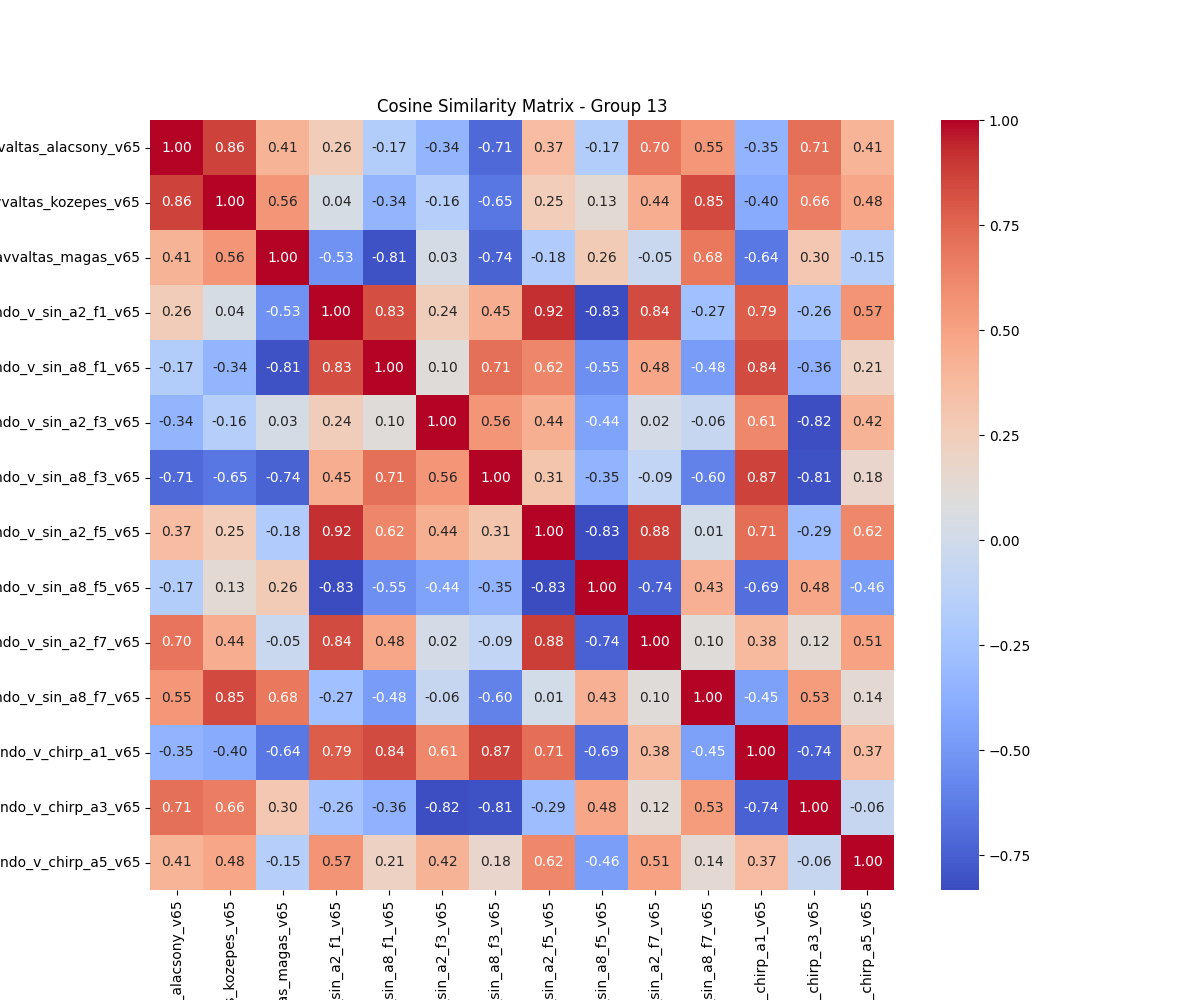 Cosine Similarity Matrix - Group 13
valtas_alacsony_v65 1.00 0.86 0.41 0.26 -0.17 -0.34 -0.71 0.37 -0.17 0.70 0.55 -0.35 0.71 0.41
valtas_kozepes_v65 0.86 1.00 0.56 0.04 -0.34 -0.16 -0.65 0.25 0.13 0.44 0.85 -0.40 0.66 0.48
avvaltas_magas_v65 0.41 0.56 1.00 -0.53 -0.81 0.03 -0.74 -0.18 0.26 -0.05 0.68 -0.64 0.30 -0.15
ndo_v_sin_a2_f1_v65 0.26 0.04 -0.53 1.00 0.83 0.24 0.45 0.92 -0.83 0.84 -0.27 0.79 -0.26 0.57
ndo_v_sin_a8_f1_v65 -0.17 -0.34 -0.81 0.83 1.00 0.10 0.71 0.62 -0.55 0.48 -0.48 0.84 -0.36 0.21
ndo_v_sin_a2_f3_v65 -0.34 -0.16 0.03 0.24 0.10 1.00 0.56 0.44 -0.44 0.02 -0.06 0.61 -0.82 0.42
ndo_v_sin_a8_f3_v65 -0.71 -0.65 -0.74 0.45 0.71 0.56 1.00 0.31 -0.35 -0.09 -0.60 0.87 -0.81 0.18
ndo_v_sin_a2_f5_v65 0.37 0.25 -0.18 0.92 0.62 0.44 0.31 1.00 -0.83 0.88 0.01 0.71 -0.29 0.62
ndo_v_sin_a8_f5_v65 -0.17 0.13 0.26 -0.83 -0.55 -0.44 -0.35 -0.83 1.00 -0.74 0.43 -0.69 0.48 -0.46
ndo_v_sin_a2_f7_v65 0.70 0.44 -0.05 0.84 0.48 0.02 -0.09 0.88 -0.74 1.00 0.10 0.38 0.12 0.51
ndo_v_sin_a8_f7_v65 0.55 0.85 0.68 -0.27 -0.48 -0.06 -0.60 0.01 0.43 0.10 1.00 -0.45 0.53 0.14
ndo_v_chirp_a1_v65 -0.35 -0.40 -0.64 0.79 0.84 0.61 0.87 0.71 -0.69 0.38 -0.45 1.00 -0.74 0.37
ndo_v_chirp_a3_v65 0.71 0.66 0.30 -0.26 -0.36 -0.82 -0.81 -0.29 0.48 0.12 0.53 -0.74 1.00 -0.06
ndo_v_chirp_a5_v65 0.41 0.48 -0.15 0.57 0.21 0.42 0.18 0.62 -0.46 0.51 0.14 0.37 -0.06 1.00
_alacsony_v65
s_kozepes_v65
as_magas_v65
sin_a2_f1_v65
sin_a8_f1_v65
sin_a2_f3_v65
sin_a8_f3_v65
sin_a2_f5_v65
sin_a8_f5_v65
sin_a2_f7_v65
sin_a8_f7_v65
_chirp_a1_v65
_chirp_a3_v65
_chirp_a5_v65
1.00
0.75
0.50
0.25
0.00
−0.25
−0.50
−0.75